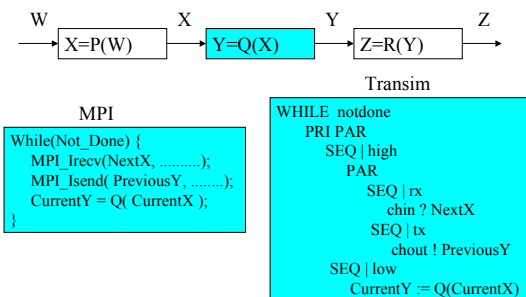 W X Y Z
X=P(W) Y=Q(X) Z=R(Y)
MPI
While(Not_Done) {
MPI_Irecv(NextX, ..........);
MPI_Isend( PreviousY, ........);
CurrentY = Q( CurrentX );
}
Transim
WHILE notdone
PRI PAR
SEQ | high
PAR
SEQ | rx
chin ? NextX
SEQ | tx
chout ! PreviousY
SEQ | low
CurrentY := Q(CurrentX)